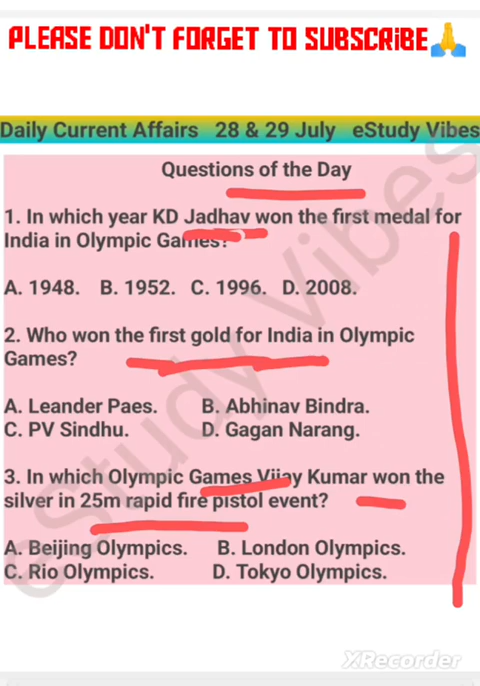 PLEASE DON'T FORGET TO SUBSCRIBE🙏
Daily Current Affairs 28 & 29 July eStudy Vibes
Questions of the Day
1. In which year KD Jadhav won the first medal for
India in Olympic Games?
A. 1948. B. 1952. C. 1996. D. 2008.
2. Who won the first gold for India in Olympic
Games?
A. Leander Paes. B. Abhinav Bindra.
C. PV Sindhu. D. Gagan Narang.
3. In which Olympic Games Vijay Kumar won the
silver in 25m rapid fire pistol event?
A. Beijing Olympics. B. London Olympics.
C. Rio Olympics. D. Tokyo Olympics.
eStudy Vibes
XRecorder